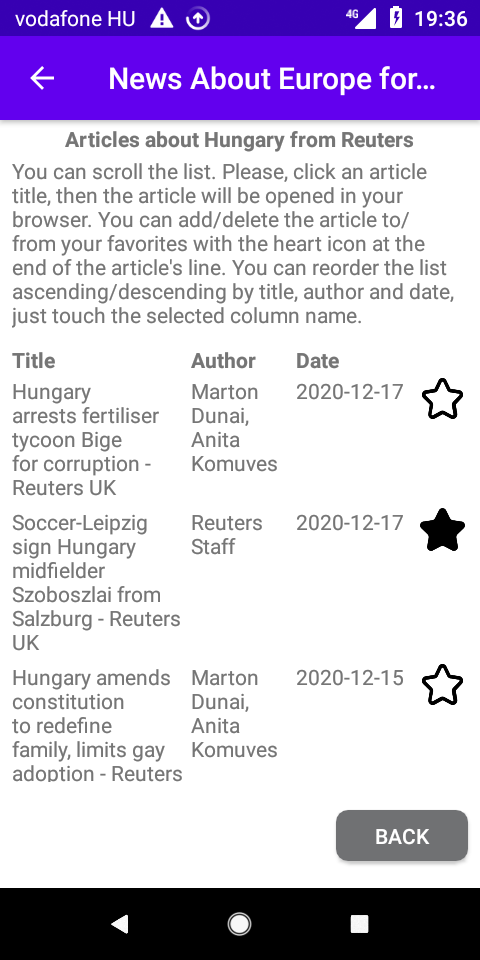 vodafone HU 4G 19:36
News About Europe for...
Articles about Hungary from Reuters
You can scroll the list. Please, click an article
title, then the article will be opened in your
browser. You can add/delete the article to/
from your favorites with the heart icon at the
end of the article's line. You can reorder the list
ascending/descending by title, author and date,
just touch the selected column name.
Title Author Date
Hungary Marton 2020-12-17
arrests fertiliser Dunai,
tycoon Bige Anita
for corruption - Komuves
Reuters UK
Soccer-Leipzig Reuters 2020-12-17
sign Hungary Staff
midfielder
Szoboszlai from
Salzburg - Reuters
UK
Hungary amends Marton 2020-12-15
constitution Dunai,
to redefine Anita
family, limits gay Komuves
adoption - Reuters
BACK